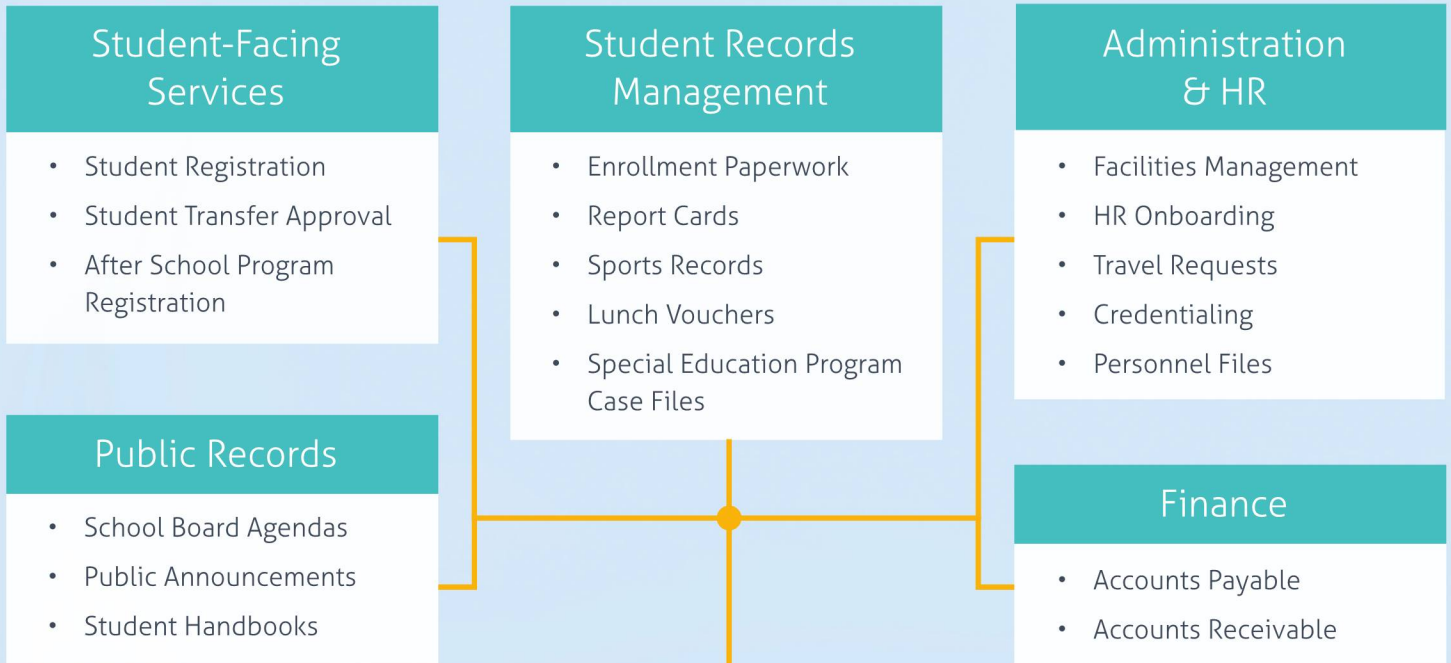 Student-Facing
Services
• Student Registration
• Student Transfer Approval
• After School Program
Registration
Student Records
Management
• Enrollment Paperwork
• Report Cards
• Sports Records
• Lunch Vouchers
• Special Education Program
Case Files
Administration
& HR
• Facilities Management
• HR Onboarding
• Travel Requests
• Credentialing
• Personnel Files
Public Records
• School Board Agendas
• Public Announcements
• Student Handbooks
Finance
• Accounts Payable
• Accounts Receivable